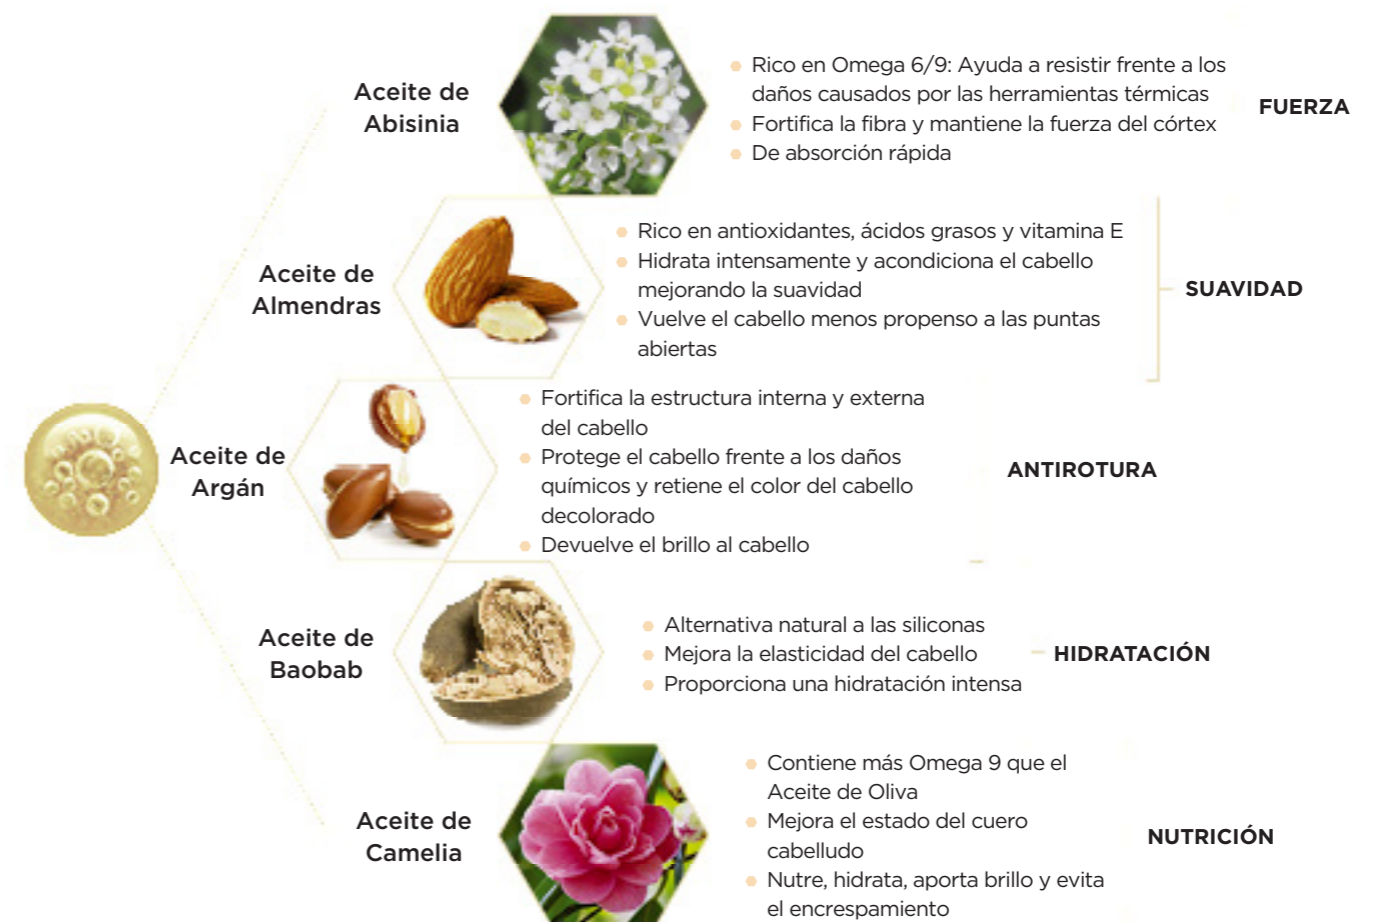 Aceite de
Abisinia
Rico en Omega 6/9: Ayuda a resistir frente a los
daños causados por las herramientas térmicas
Fortifica la fibra y mantiene la fuerza del córtex
De absorción rápida
FUERZA
Aceite de
Almendras
Rico en antioxidantes, ácidos grasos y vitamina E
Hidrata intensamente y acondiciona el cabello
mejorando la suavidad
Vuelve el cabello menos propenso a las puntas
abiertas
SUAVIDAD
Aceite de
Argán
Fortifica la estructura interna y externa
del cabello
Protege el cabello frente a los daños
químicos y retiene el color del cabello
decolorado
Devuelve el brillo al cabello
ANTIROTURA
Aceite de
Baobab
Alternativa natural a las siliconas
Mejora la elasticidad del cabello
Proporciona una hidratación intensa
HIDRATACIÓN
Aceite de
Camelia
Contiene más Omega 9 que el
Aceite de Oliva
Mejora el estado del cuero
cabelludo
Nutre, hidrata, aporta brillo y evita
el encrespamiento
NUTRICIÓN